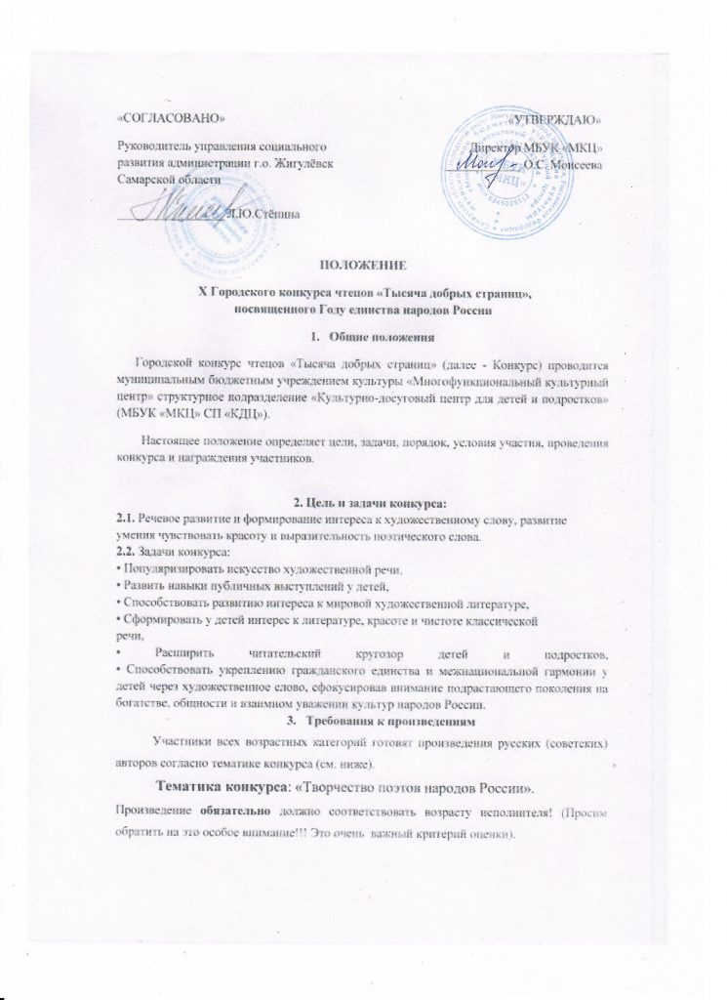 «СОГЛАСОВАНО»
«УТВЕРЖДАЮ»
Руководитель управления социального
развития администрации г.о. Жигулёвск
Самарской области
Л.Ю.Стёпина
Директор МБУК «МКЦ»
О.С. Моисеева
ПОЛОЖЕНИЕ
X Городского конкурса чтецов «Тысяча добрых страниц»,
посвященного Году единства народов России
1. Общие положения
Городской конкурс чтецов «Тысяча добрых страниц» (далее - Конкурс) проводится
муниципальным бюджетным учреждением культуры «Многофункциональный культурный
центр» структурное подразделение «Культурно-досуговый центр для детей и подростков»
(МБУК «МКЦ» СП «КДЦ»).
Настоящее положение определяет цели, задачи, порядок, условия участия, проведения
конкурса и награждения участников.
2. Цель и задачи конкурса:
2.1. Речевое развитие и формирование интереса к художественному слову, развитие
умения чувствовать красоту и выразительность поэтического слова.
2.2. Задачи конкурса:
• Популяризировать искусство художественной речи,
• Развить навыки публичных выступлений у детей,
• Способствовать развитию интереса к мировой художественной литературе,
• Сформировать у детей интерес к литературе, красоте и чистоте классической
речи,
• Расширить читательский кругозор детей и подростков,
• Способствовать укреплению гражданского единства и межнациональной гармонии у
детей через художественное слово, сфокусировав внимание подрастающего поколения на
богатстве, общности и взаимном уважении культур народов России.
3. Требования к произведениям
Участники всех возрастных категорий готовят произведения русских (советских)
авторов согласно тематике конкурса (см. ниже).
Тематика конкурса: «Творчество поэтов народов России».
Произведение обязательно должно соответствовать возрасту исполнителя! (Просим
обратить на это особое внимание!!! Это очень важный критерий оценки).